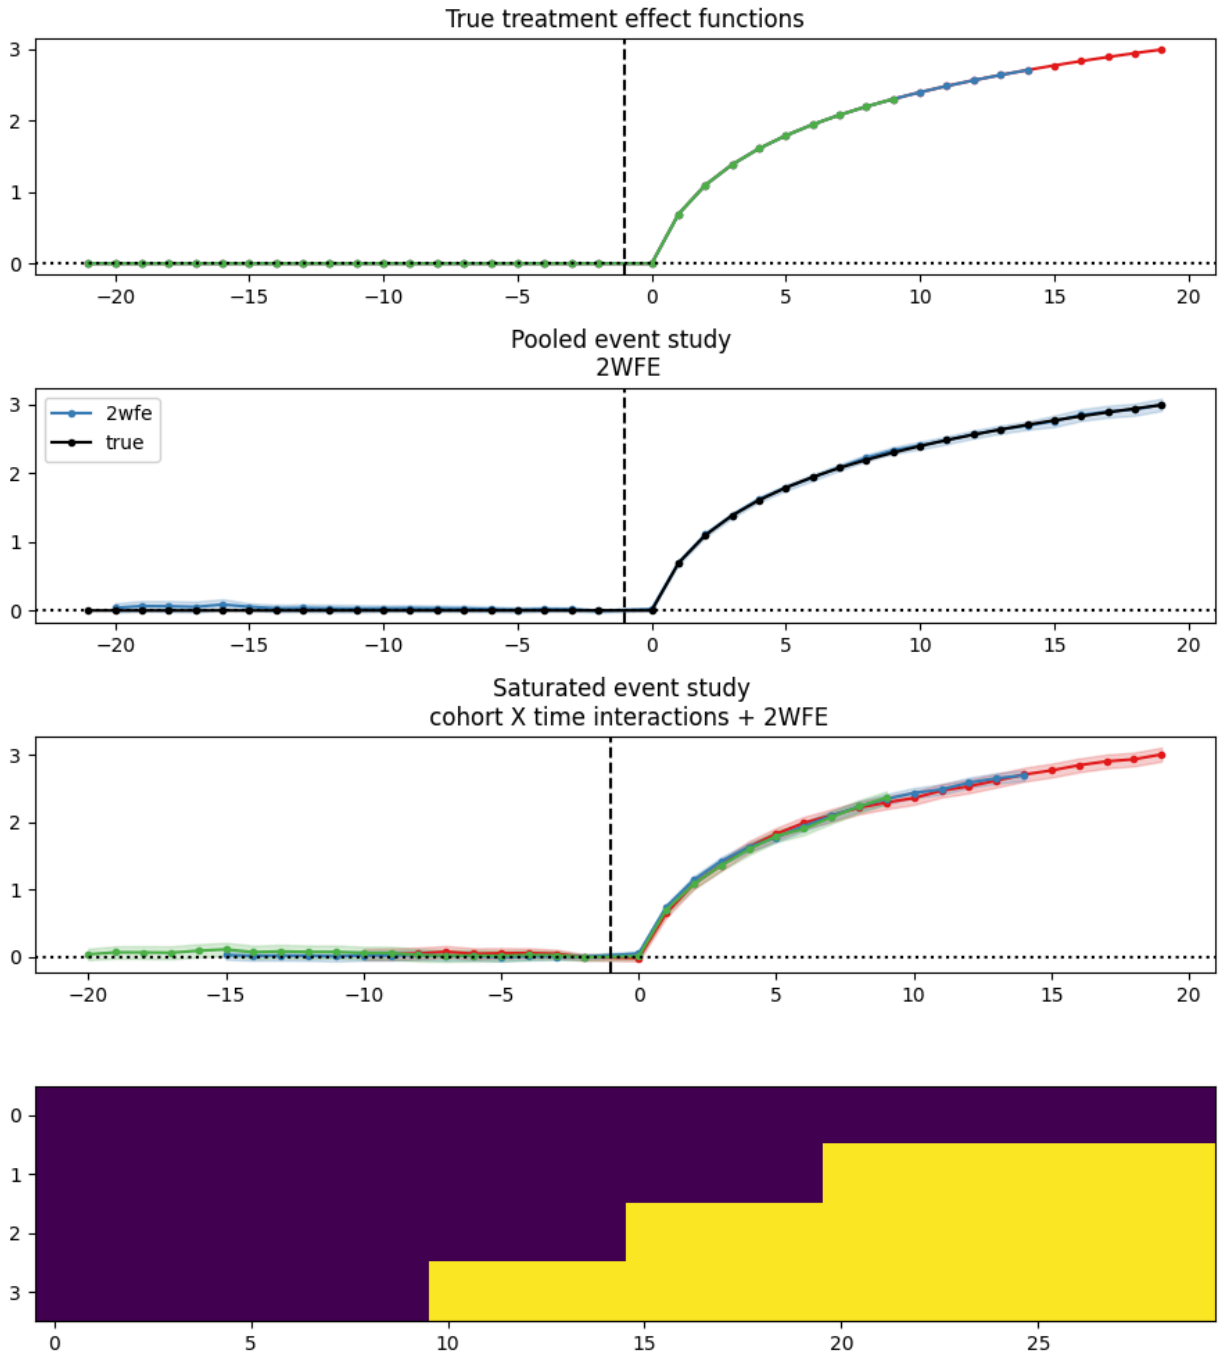 True treatment effect functions
3
2
1
0
−20 −15 −10 −5 0 5 10 15 20
Pooled event study
2WFE
3
2
1
0
2wfe
true
−20 −15 −10 −5 0 5 10 15 20
Saturated event study
cohort X time interactions + 2WFE
3
2
1
0
−20 −15 −10 −5 0 5 10 15 20
0
1
2
3
0 5 10 15 20 25